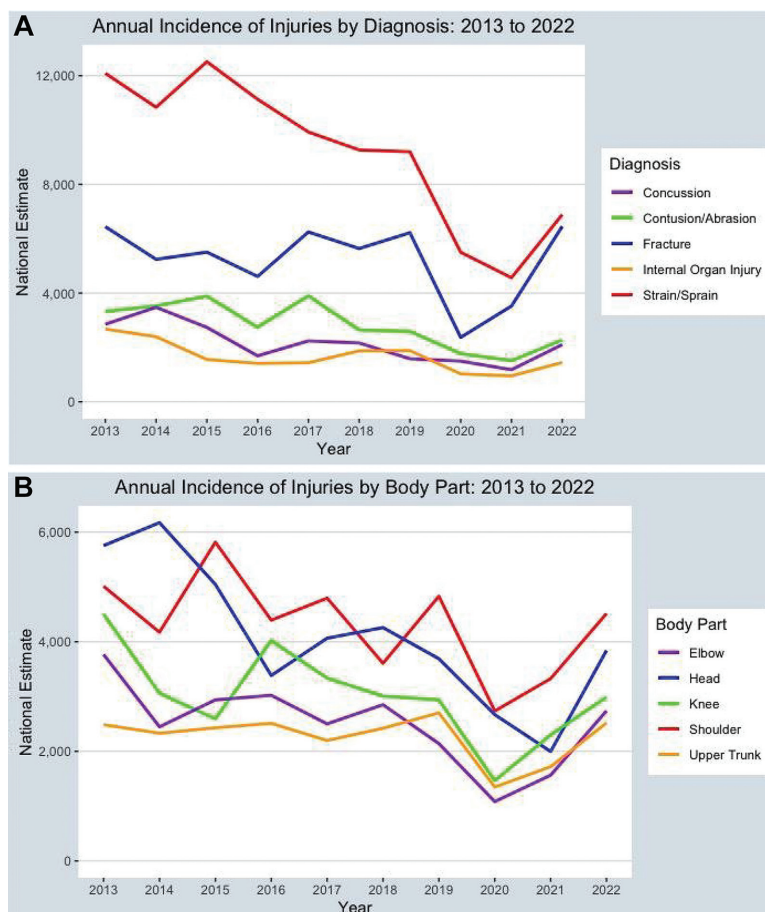 A
Annual Incidence of Injuries by Diagnosis: 2013 to 2022
12,000
8,000
4,000
0
National Estimate
2013 2014 2015 2016 2017 2018 2019 2020 2021 2022
Year
Diagnosis
Concussion
Contusion/Abrasion
Fracture
Internal Organ Injury
Strain/Sprain
B
Annual Incidence of Injuries by Body Part: 2013 to 2022
6,000
4,000
2,000
0
National Estimate
2013 2014 2015 2016 2017 2018 2019 2020 2021 2022
Year
Body Part
Elbow
Head
Knee
Shoulder
Upper Trunk